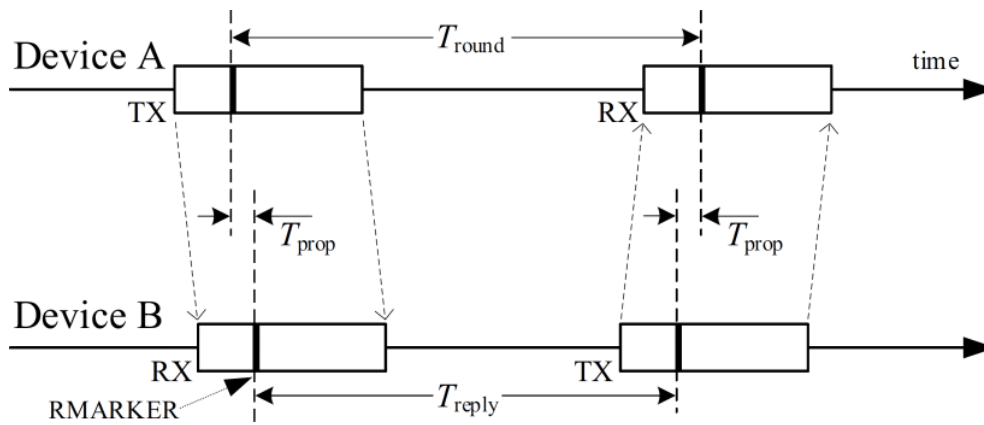 T_round
Device A
time
TX
RX
T_prop
T_prop
Device B
RX
TX
RMARKER
T_reply